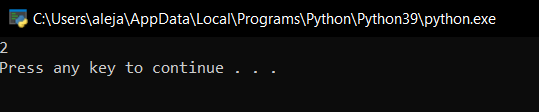 C:\Users\aleja\AppData\Local\Programs\Python\Python39\python.exe
2
Press any key to continue . . .